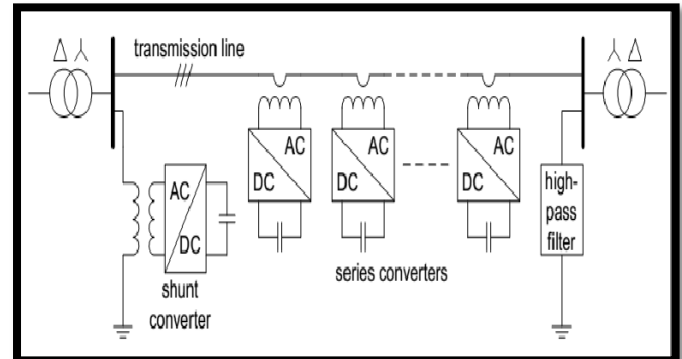 Δ Y
transmission line
Y Δ
AC
DC
AC
DC
AC
DC
AC
DC
high-
pass
filter
series converters
shunt
converter